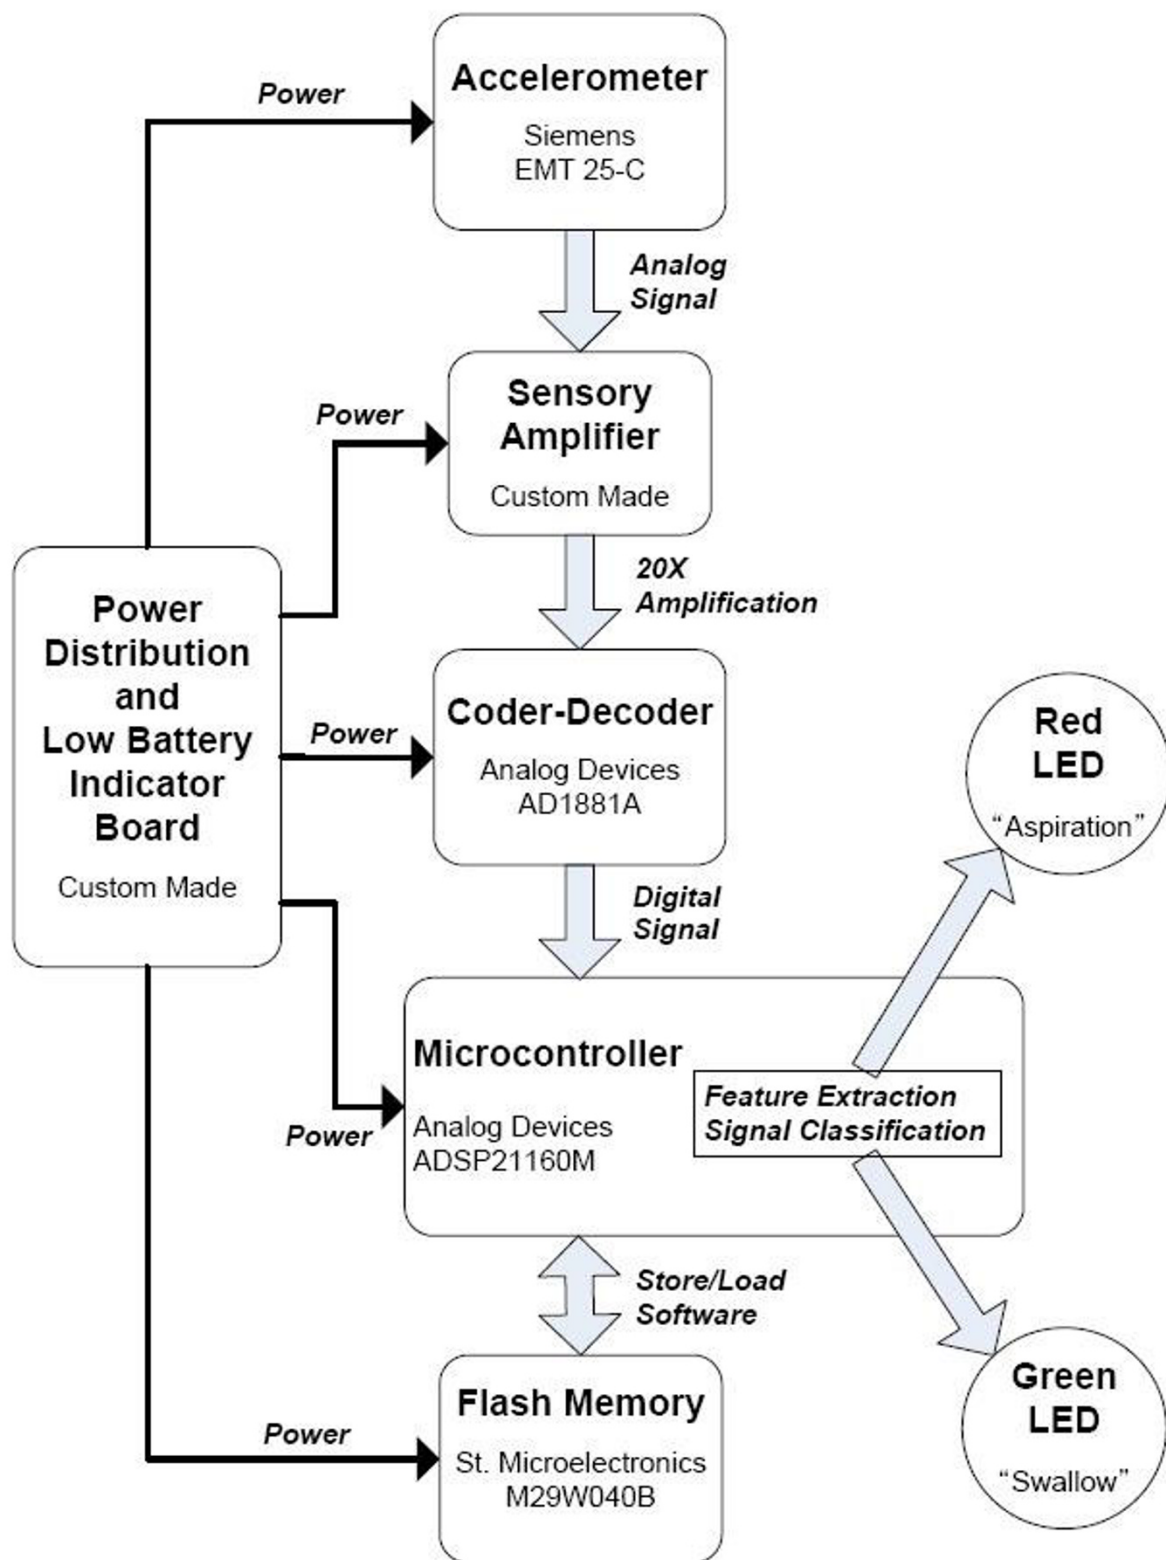 Accelerometer
Siemens
EMT 25-C
Power
Analog
Signal
Sensory
Amplifier
Custom Made
Power
20X
Amplification
Power
Distribution
and
Low Battery
Indicator
Board
Custom Made
Power
Coder-Decoder
Analog Devices
AD1881A
Red
LED
“Aspiration”
Digital
Signal
Microcontroller
Analog Devices
ADSP21160M
Feature Extraction
Signal Classification
Power
Store/Load
Software
Flash Memory
St. Microelectronics
M29W040B
Power
Green
LED
“Swallow”